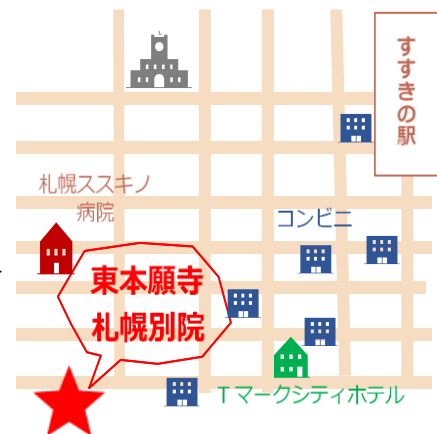 すすきの駅
札幌ススキノ
病院
コンビニ
東本願寺
札幌別院
Tマークシティホテル